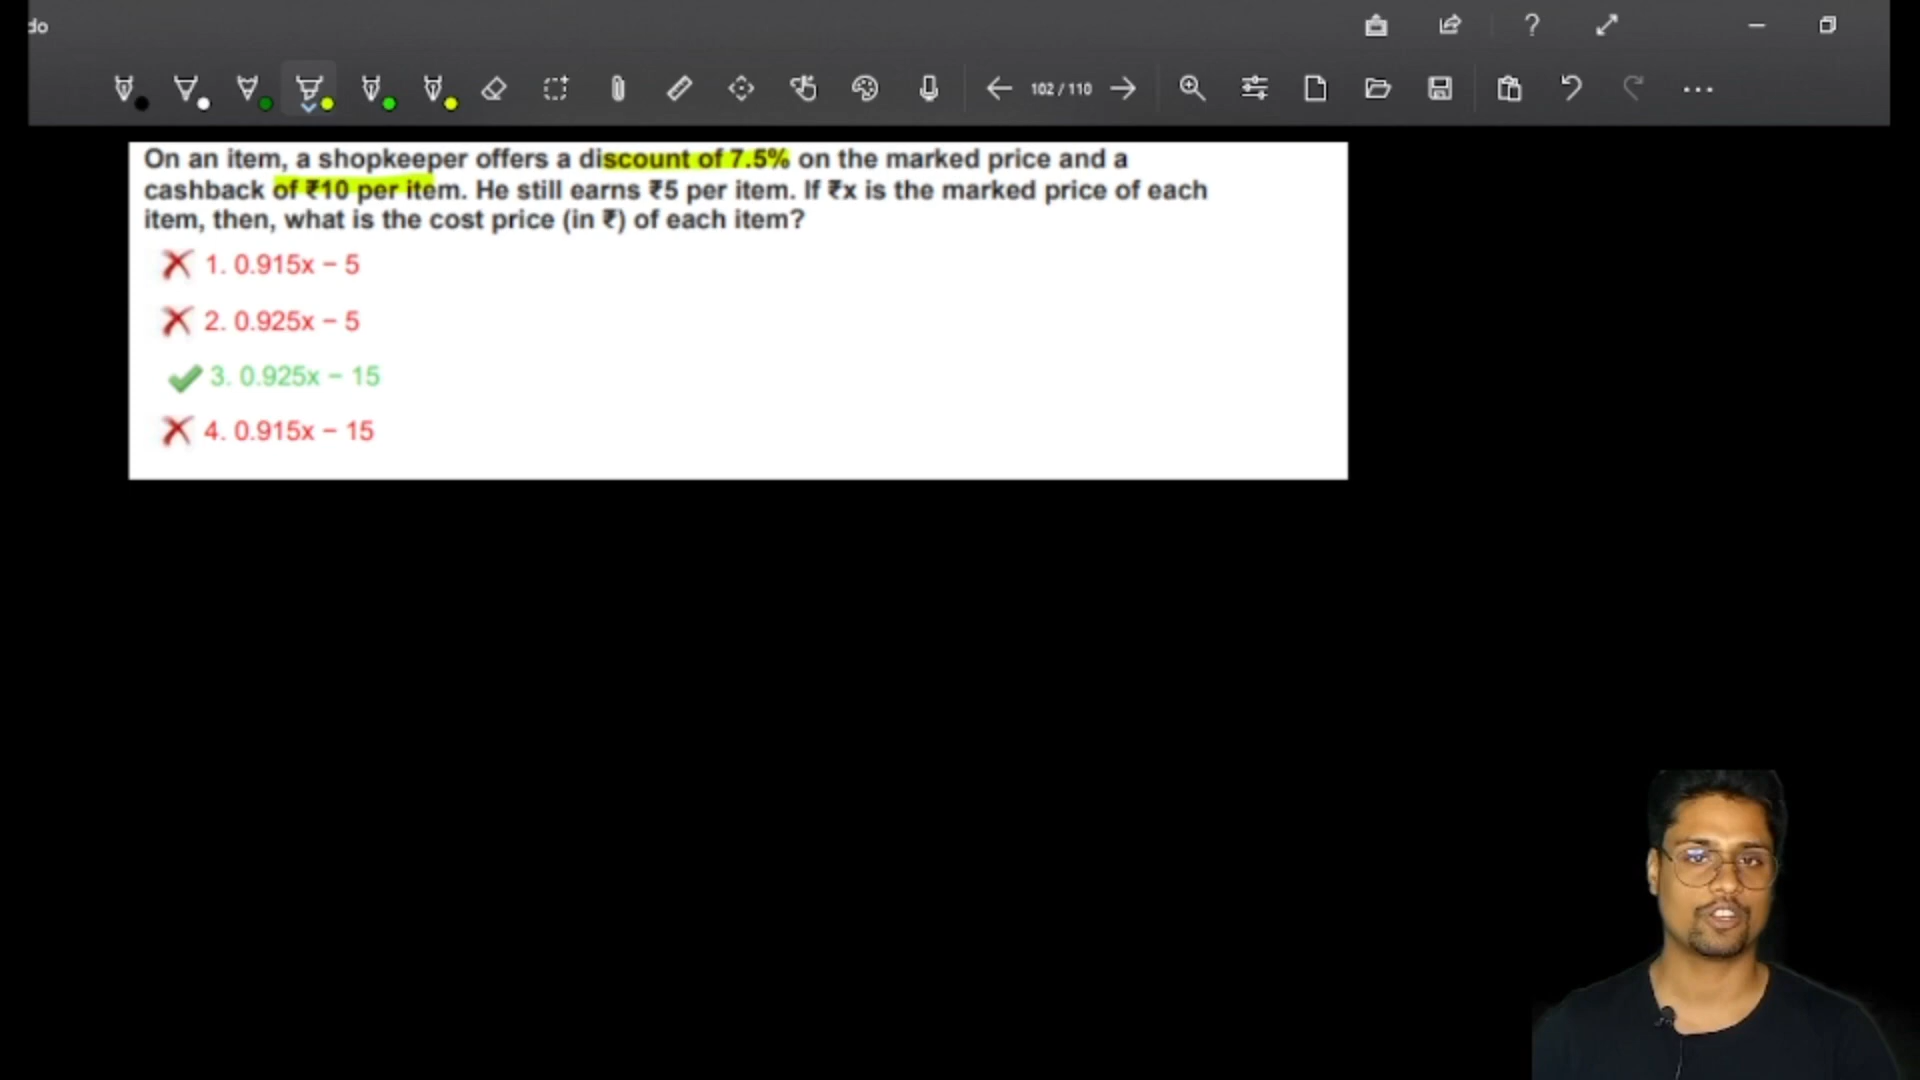 do
102 / 110
On an item, a shopkeeper offers a discount of 7.5% on the marked price and a
cashback of ₹10 per item. He still earns ₹5 per item. If ₹x is the marked price of each
item, then, what is the cost price (in ₹) of each item?
1. 0.915x − 5
2. 0.925x − 5
3. 0.925x − 15
4. 0.915x − 15